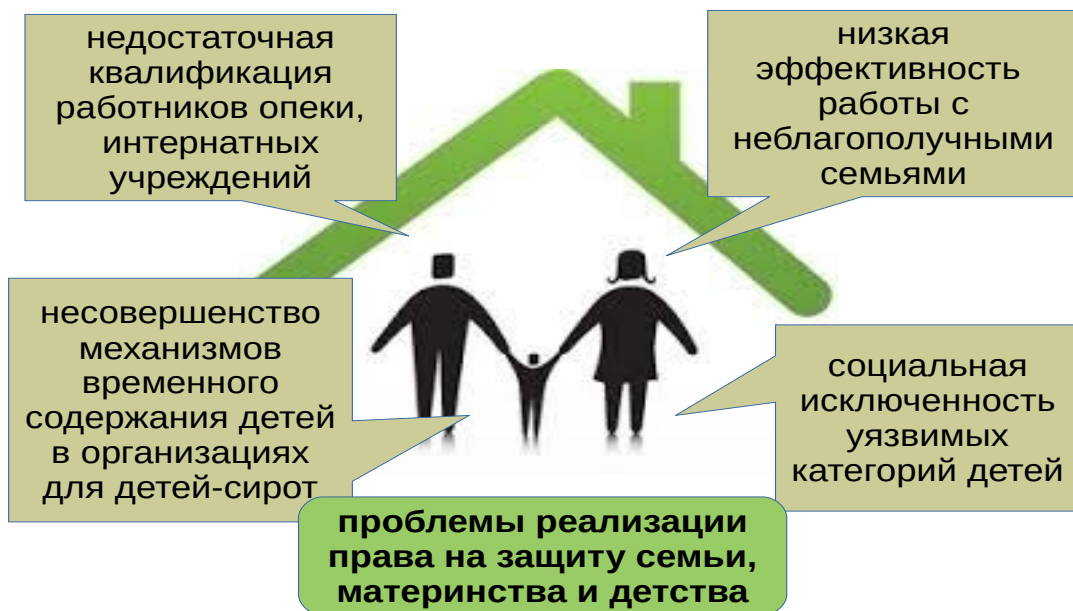 недостаточная
квалификация
работников опеки,
интернатных
учреждений
низкая
эффективность
работы с
неблагополучными
семьями
несовершенство
механизмов
временного
содержания детей
в организациях
для детей-сирот
социальная
исключенность
уязвимых
категорий детей
проблемы реализации
права на защиту семьи,
материнства и детства